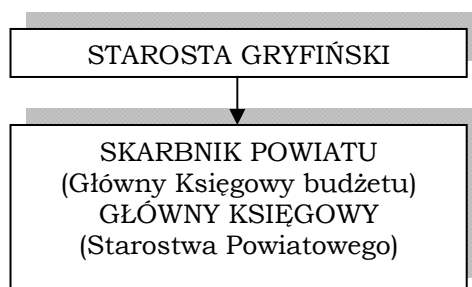 STAROSTA GRYFIŃSKI
SKARBNIK POWIATU
(Główny Księgowy budżetu)
GŁÓWNY KSIĘGOWY
(Starostwa Powiatowego)